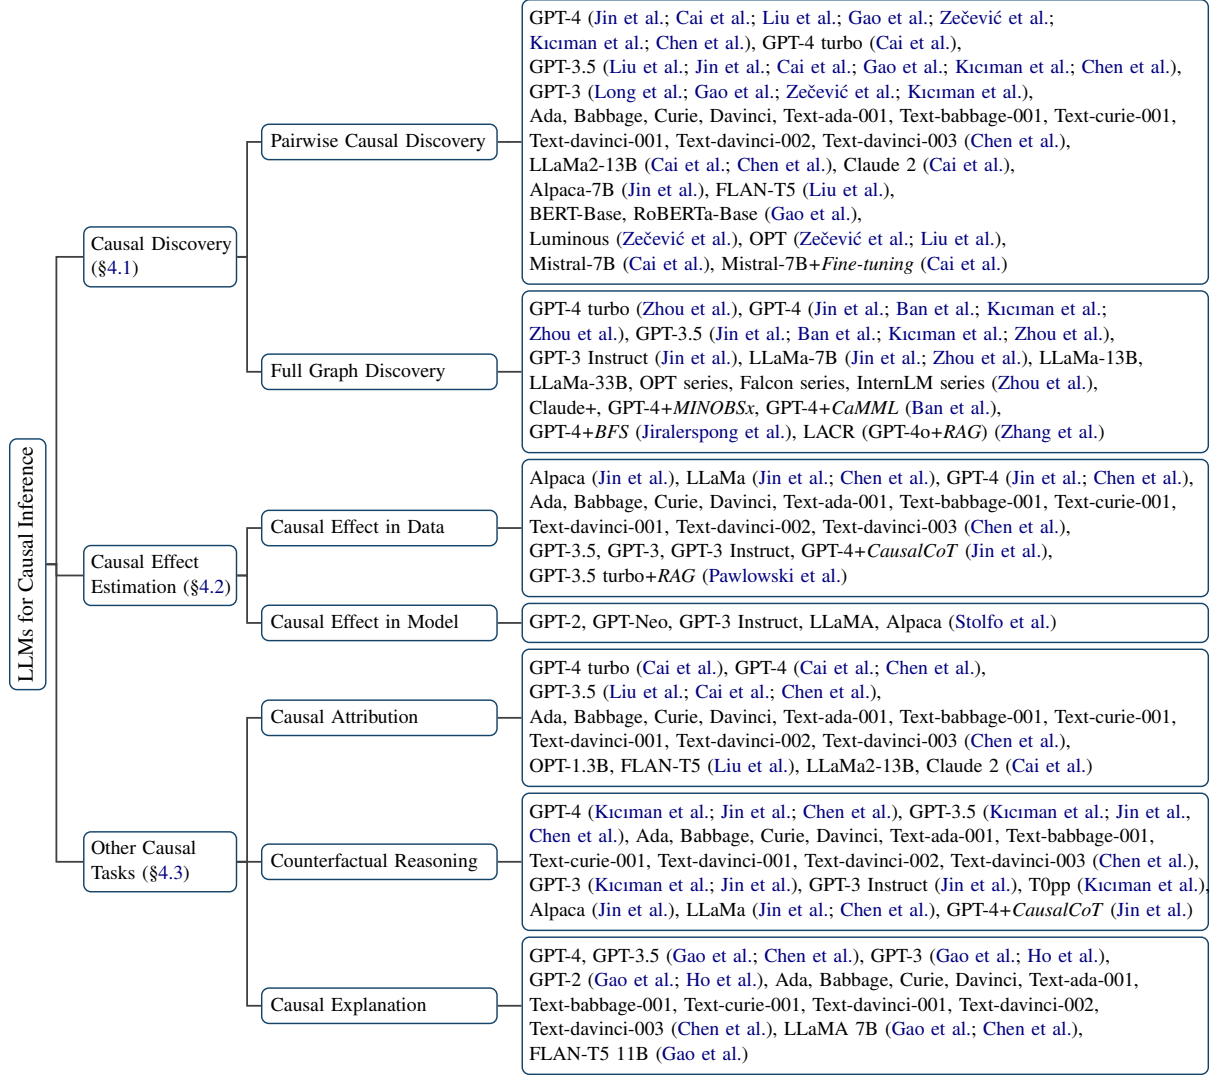 LLMs for Causal Inference
Causal Discovery
(§4.1)
Pairwise Causal Discovery
GPT-4 (Jin et al.; Cai et al.; Liu et al.; Gao et al.; Zečević et al.;
Kıcıman et al.; Chen et al.), GPT-4 turbo (Cai et al.),
GPT-3.5 (Liu et al.; Jin et al.; Cai et al.; Gao et al.; Kıcıman et al.; Chen et al.),
GPT-3 (Long et al.; Gao et al.; Zečević et al.; Kıcıman et al.),
Ada, Babbage, Curie, Davinci, Text-ada-001, Text-babbage-001, Text-curie-001,
Text-davinci-001, Text-davinci-002, Text-davinci-003 (Chen et al.),
LLaMa2-13B (Cai et al.; Chen et al.), Claude 2 (Cai et al.),
Alpaca-7B (Jin et al.), FLAN-T5 (Liu et al.),
BERT-Base, RoBERTa-Base (Gao et al.),
Luminous (Zečević et al.), OPT (Zečević et al.; Liu et al.),
Mistral-7B (Cai et al.), Mistral-7B+Fine-tuning (Cai et al.)
Full Graph Discovery
GPT-4 turbo (Zhou et al.), GPT-4 (Jin et al.; Ban et al.; Kıcıman et al.;
Zhou et al.), GPT-3.5 (Jin et al.; Ban et al.; Kıcıman et al.; Zhou et al.),
GPT-3 Instruct (Jin et al.), LLaMa-7B (Jin et al.; Zhou et al.), LLaMa-13B,
LLaMa-33B, OPT series, Falcon series, InternLM series (Zhou et al.),
Claude+, GPT-4+MINOBSx, GPT-4+CaMML (Ban et al.),
GPT-4+BFS (Jiralerspong et al.), LACR (GPT-4o+RAG) (Zhang et al.)
Causal Effect
Estimation (§4.2)
Causal Effect in Data
Alpaca (Jin et al.), LLaMa (Jin et al.; Chen et al.), GPT-4 (Jin et al.; Chen et al.),
Ada, Babbage, Curie, Davinci, Text-ada-001, Text-babbage-001, Text-curie-001,
Text-davinci-001, Text-davinci-002, Text-davinci-003 (Chen et al.),
GPT-3.5, GPT-3, GPT-3 Instruct, GPT-4+CausalCoT (Jin et al.),
GPT-3.5 turbo+RAG (Pawlowski et al.)
Causal Effect in Model
GPT-2, GPT-Neo, GPT-3 Instruct, LLaMA, Alpaca (Stolfo et al.)
Other Causal
Tasks (§4.3)
Causal Attribution
GPT-4 turbo (Cai et al.), GPT-4 (Cai et al.; Chen et al.),
GPT-3.5 (Liu et al.; Cai et al.; Chen et al.),
Ada, Babbage, Curie, Davinci, Text-ada-001, Text-babbage-001, Text-curie-001,
Text-davinci-001, Text-davinci-002, Text-davinci-003 (Chen et al.),
OPT-1.3B, FLAN-T5 (Liu et al.), LLaMa2-13B, Claude 2 (Cai et al.)
Counterfactual Reasoning
GPT-4 (Kıcıman et al.; Jin et al.; Chen et al.), GPT-3.5 (Kıcıman et al.; Jin et al.,
Chen et al.), Ada, Babbage, Curie, Davinci, Text-ada-001, Text-babbage-001,
Text-curie-001, Text-davinci-001, Text-davinci-002, Text-davinci-003 (Chen et al.),
GPT-3 (Kıcıman et al.; Jin et al.), GPT-3 Instruct (Jin et al.), T0pp (Kıcıman et al.),
Alpaca (Jin et al.), LLaMa (Jin et al.; Chen et al.), GPT-4+CausalCoT (Jin et al.)
Causal Explanation
GPT-4, GPT-3.5 (Gao et al.; Chen et al.), GPT-3 (Gao et al.; Ho et al.),
GPT-2 (Gao et al.; Ho et al.), Ada, Babbage, Curie, Davinci, Text-ada-001,
Text-babbage-001, Text-curie-001, Text-davinci-001, Text-davinci-002,
Text-davinci-003 (Chen et al.), LLaMA 7B (Gao et al.; Chen et al.),
FLAN-T5 11B (Gao et al.)